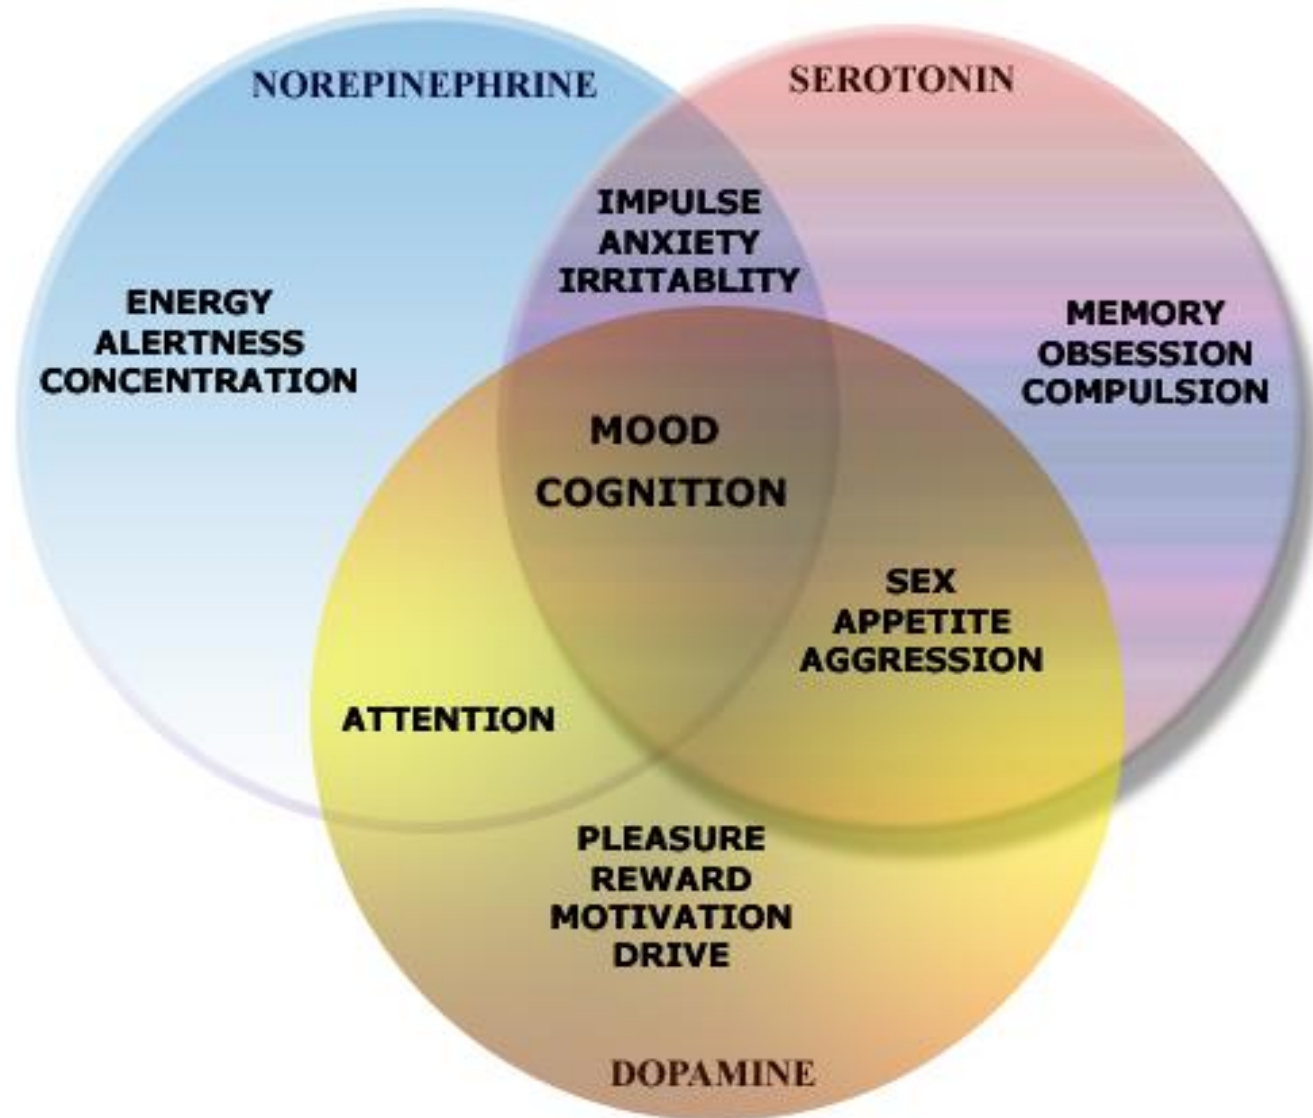 NOREPINEPHRINE
SEROTONIN
IMPULSE
ANXIETY
IRRITABLITY
ENERGY
ALERTNESS
CONCENTRATION
MEMORY
OBSESSION
COMPULSION
MOOD
COGNITION
SEX
APPETITE
AGGRESSION
ATTENTION
PLEASURE
REWARD
MOTIVATION
DRIVE
DOPAMINE